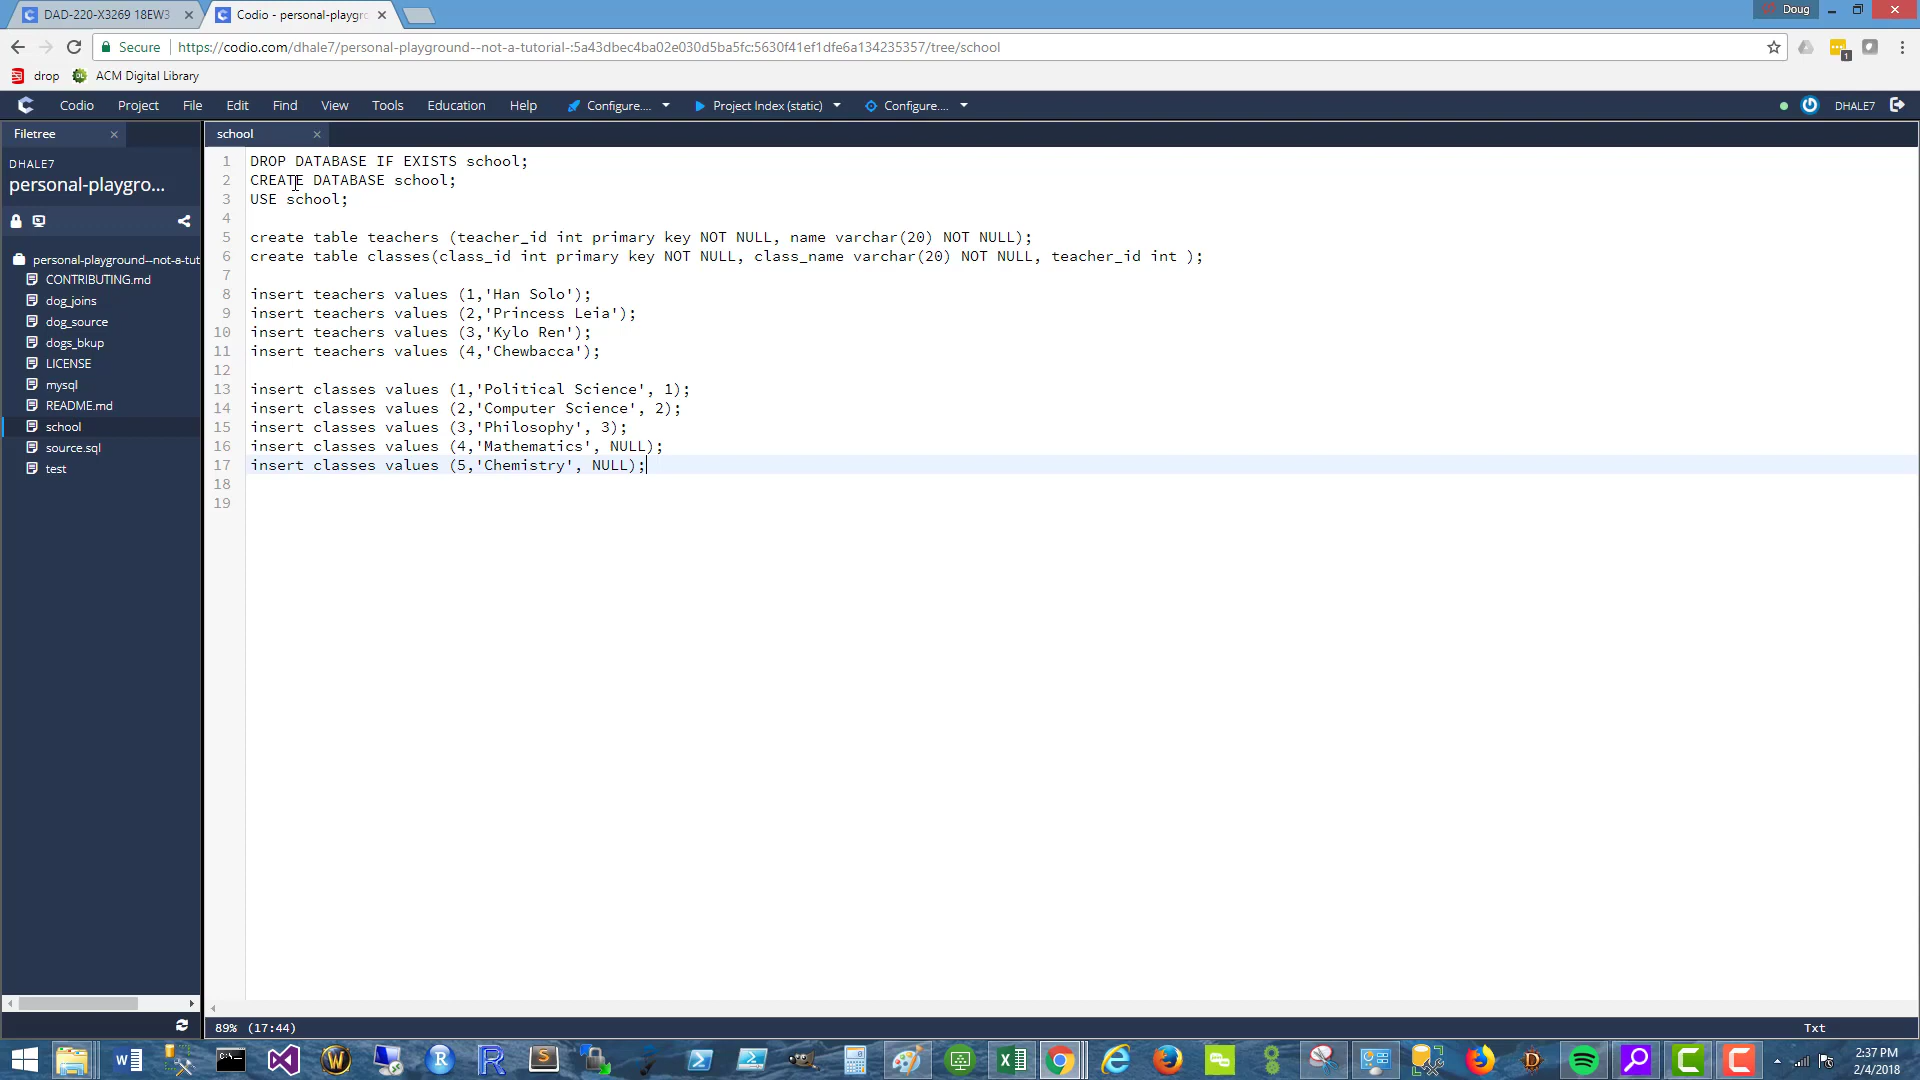 DAD-220-X3269 18EW3
Codio - personal-playgro
Doug
Secure
https://codio.com/dhale7/personal-playground--not-a-tutorial-:5a43dbec4ba02e030d5ba5fc:5630f41ef1dfe6a134235357/tree/school
1
drop
ACM Digital Library
Codio Project File Edit Find View Tools Education Help Configure.... Project Index (static) Configure.... DHALE7
Filetree
school
DHALE7
personal-playgro...
personal-playground--not-a-tut
CONTRIBUTING.md
dog_joins
dog_source
dogs_bkup
LICENSE
mysql
README.md
school
source.sql
test
1 DROP DATABASE IF EXISTS school;
2 CREATE DATABASE school;
3 USE school;
4
5 create table teachers (teacher_id int primary key NOT NULL, name varchar(20) NOT NULL);
6 create table classes(class_id int primary key NOT NULL, class_name varchar(20) NOT NULL, teacher_id int );
7
8 insert teachers values (1,'Han Solo');
9 insert teachers values (2,'Princess Leia');
10 insert teachers values (3,'Kylo Ren');
11 insert teachers values (4,'Chewbacca');
12
13 insert classes values (1,'Political Science', 1);
14 insert classes values (2,'Computer Science', 2);
15 insert classes values (3,'Philosophy', 3);
16 insert classes values (4,'Mathematics', NULL);
17 insert classes values (5,'Chemistry', NULL);
18
19
89% (17:44)
Txt
2:37 PM
2/4/2018